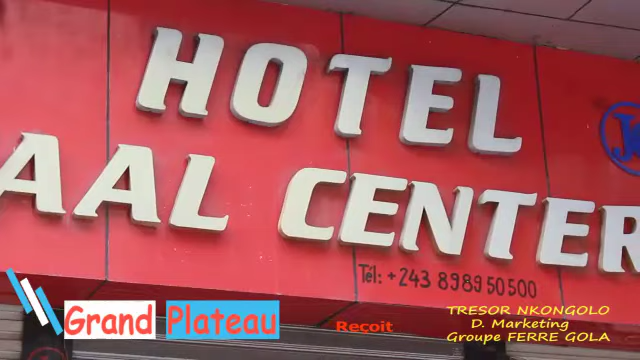 HOTEL
AAL CENTER
Tél: +243 898950500
Grand Plateau
Reçoit
TRESOR NKONGOLO
D. Marketing
Groupe FERRE GOLA